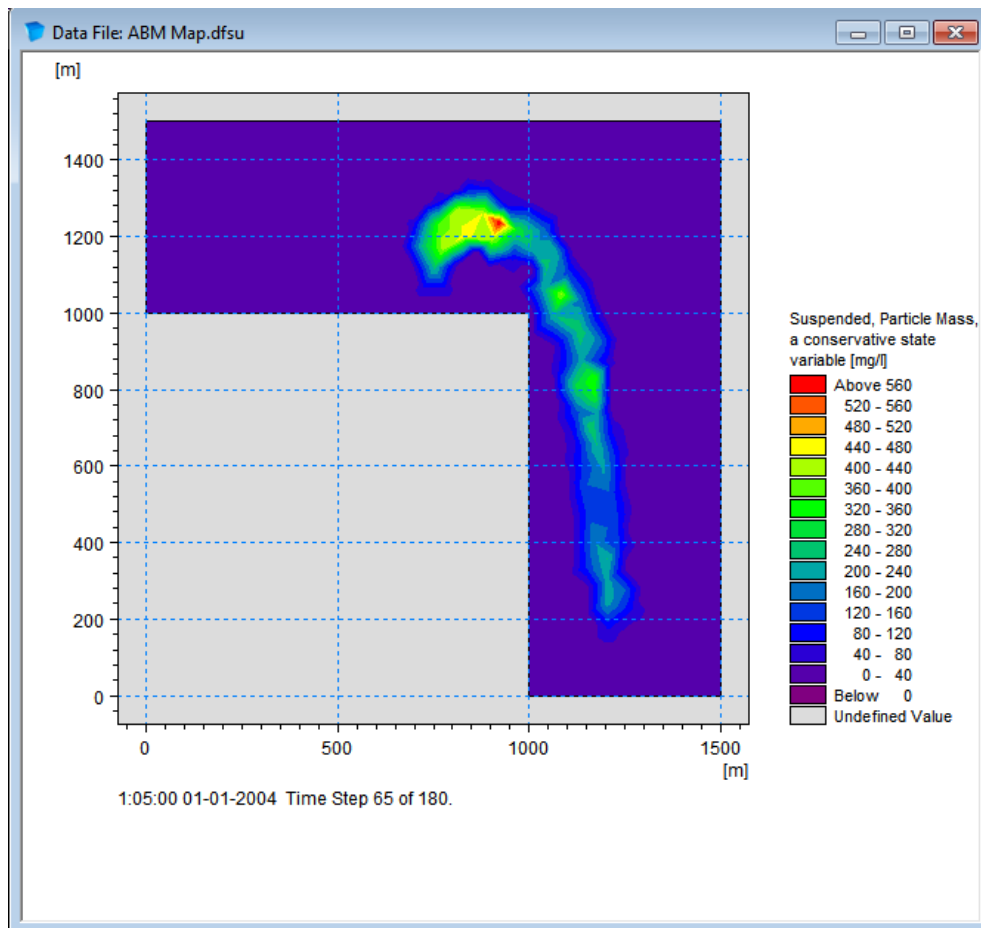 Data File: ABM Map.dfsu
[m]
1400
1200
1000
800
600
400
200
0
0 500 1000 1500
[m]
1:05:00 01-01-2004 Time Step 65 of 180.
Suspended, Particle Mass,
a conservative state
variable [mg/l]
Above 560
520 - 560
480 - 520
440 - 480
400 - 440
360 - 400
320 - 360
280 - 320
240 - 280
200 - 240
160 - 200
120 - 160
80 - 120
40 - 80
0 - 40
Below 0
Undefined Value